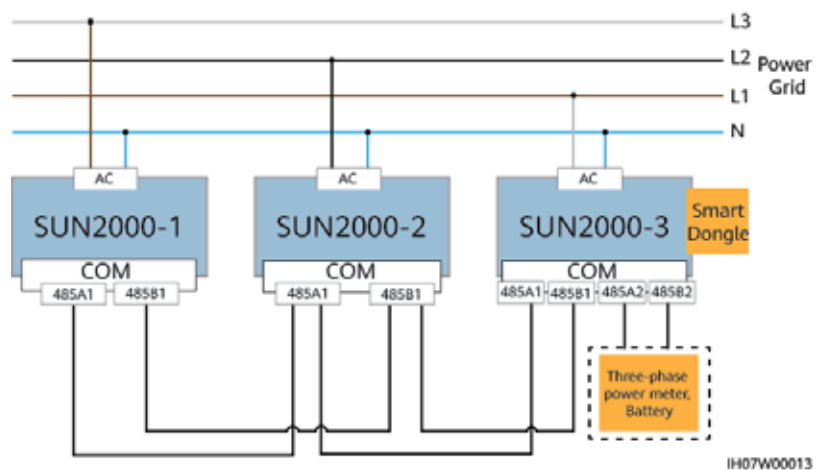 L3
L2
Power
Grid
L1
N
AC
AC
AC
SUN2000-1
SUN2000-2
SUN2000-3
Smart
Dongle
COM
COM
COM
485A1
485B1
485A1
485B1
485A1
485B1
485A2
485B2
Three-phase
power meter,
Battery
IH07W00013